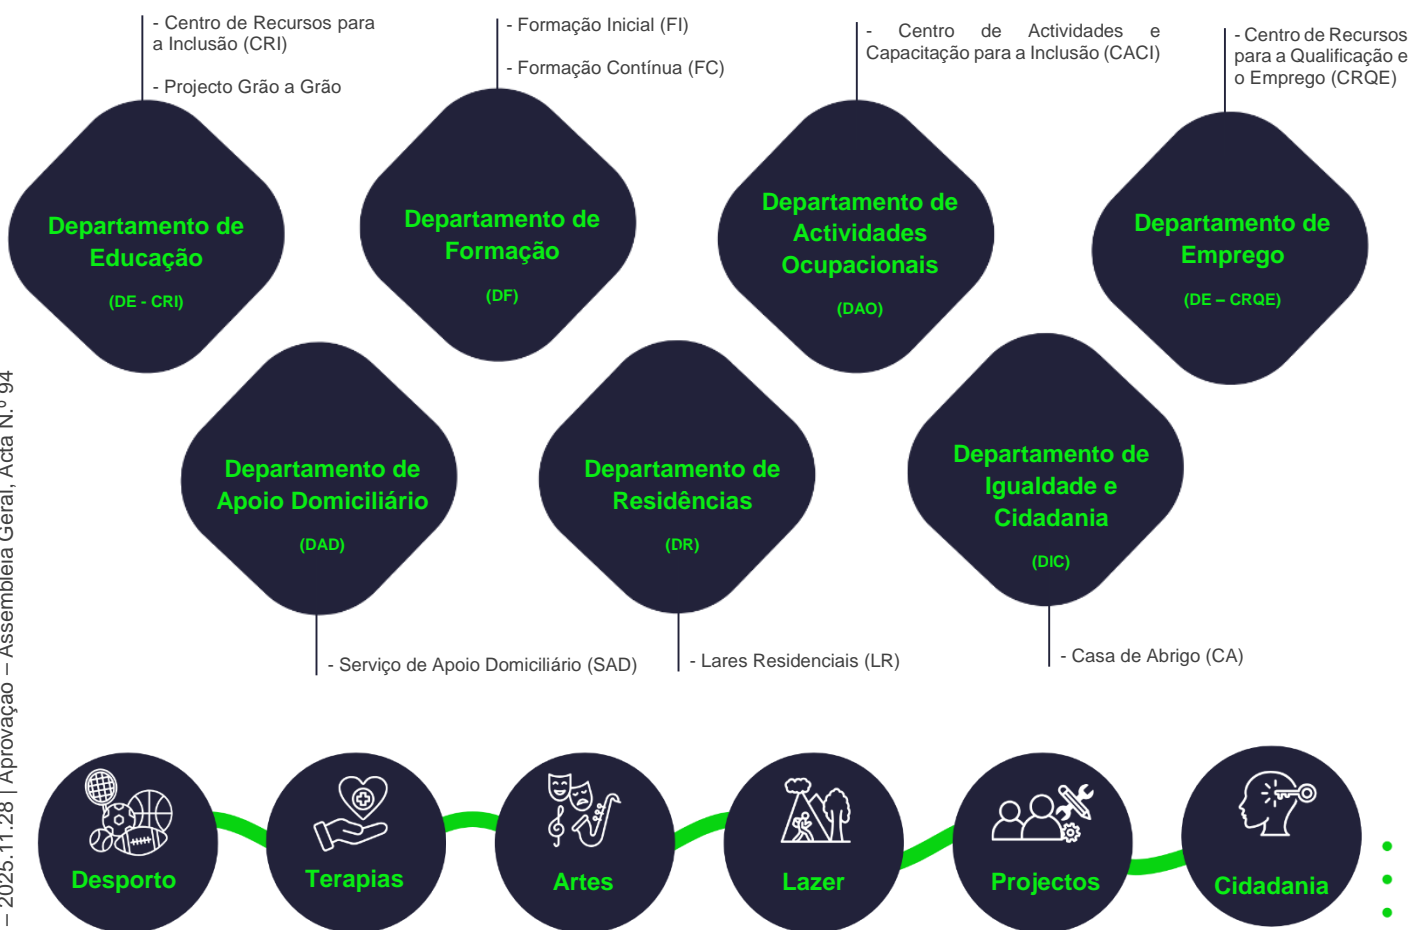 - Centro de Recursos para
a Inclusão (CRI)
- Projecto Grão a Grão
- Formação Inicial (FI)
- Formação Contínua (FC)
- Centro de Actividades e
Capacitação para a Inclusão (CACI)
- Centro de Recursos
para a Qualificação e
o Emprego (CRQE)
Departamento de
Educação
(DE - CRI)
Departamento de
Formação
(DF)
Departamento de
Actividades
Ocupacionais
(DAO)
Departamento de
Emprego
(DE – CRQE)
Departamento de
Apoio Domiciliário
(DAD)
Departamento de
Residências
(DR)
Departamento de
Igualdade e
Cidadania
(DIC)
- Serviço de Apoio Domiciliário (SAD)
- Lares Residenciais (LR)
- Casa de Abrigo (CA)
Desporto
Terapias
Artes
Lazer
Projectos
Cidadania
– 2025.11.28 | Aprovação – Assembleia Geral, Acta N.º 94